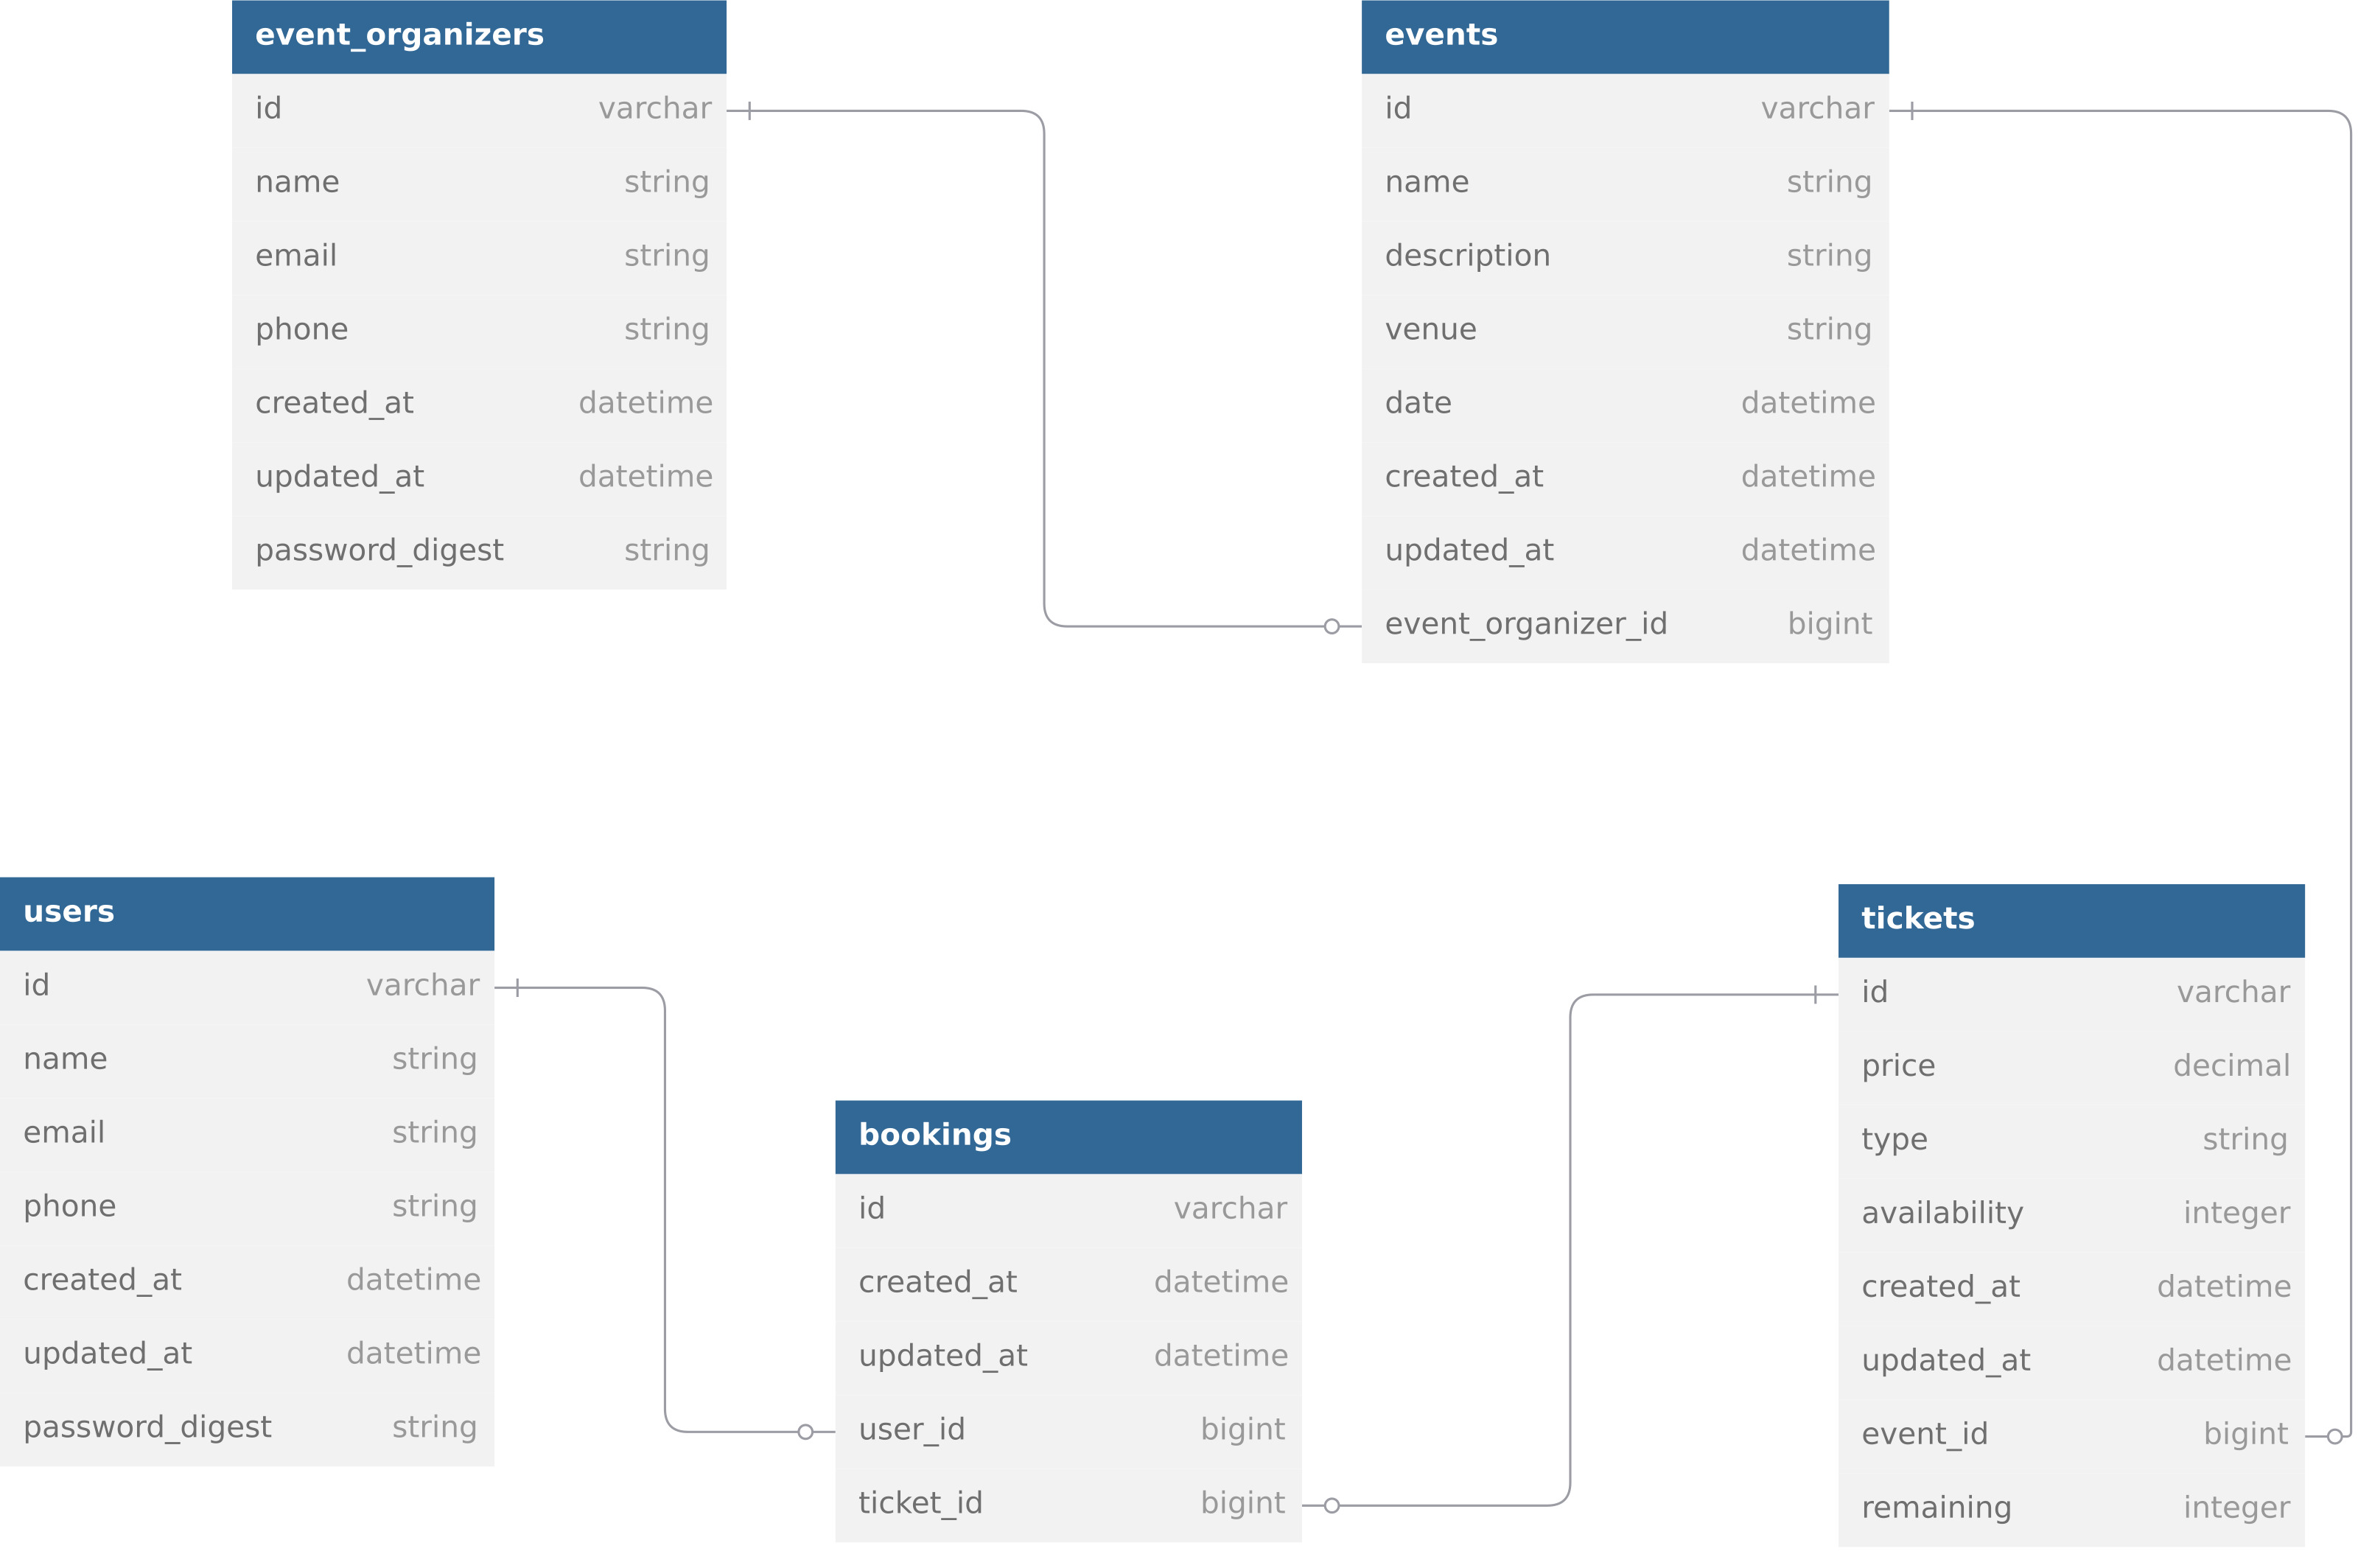 event_organizers
id varchar
name string
email string
phone string
created_at datetime
updated_at datetime
password_digest string
events
id varchar
name string
description string
venue string
date datetime
created_at datetime
updated_at datetime
event_organizer_id bigint
users
id varchar
name string
email string
phone string
created_at datetime
updated_at datetime
password_digest string
bookings
id varchar
created_at datetime
updated_at datetime
user_id bigint
ticket_id bigint
tickets
id varchar
price decimal
type string
availability integer
created_at datetime
updated_at datetime
event_id bigint
remaining integer